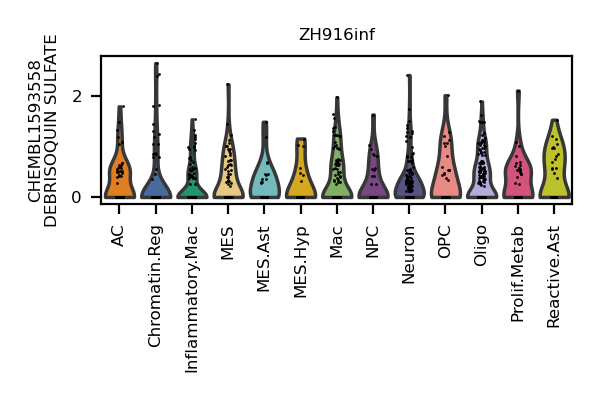 ZH916inf
CHEMBL1593558
DEBRISOQUIN SULFATE
2
0
AC
Chromatin.Reg
Inflammatory.Mac
MES
MES.Ast
MES.Hyp
Mac
NPC
Neuron
OPC
Oligo
Prolif.Metab
Reactive.Ast